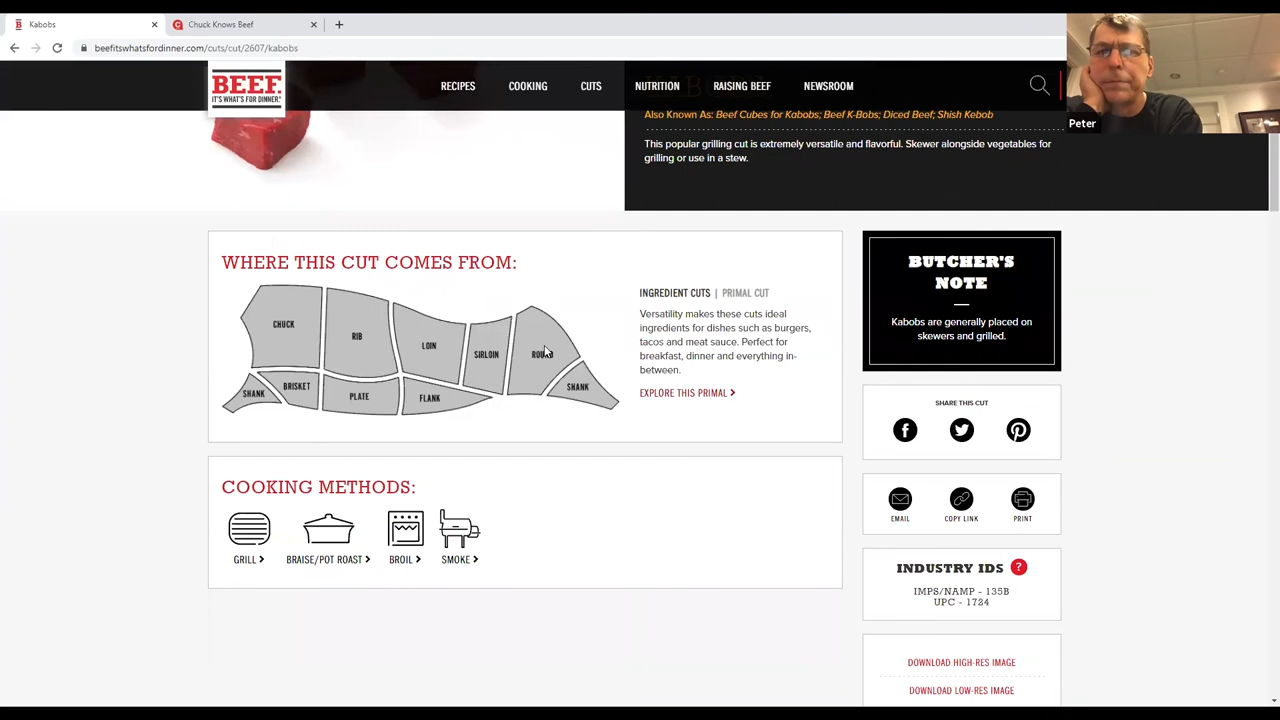 Kabobs
Chuck Knows Beef
beefitswhatsfordinner.com/cuts/cut/2607/kabobs
BEEF.
IT'S WHAT'S FOR DINNER.
RECIPES
COOKING
CUTS
NUTRITION
RAISING BEEF
NEWSROOM
Peter
Also Known As: Beef Cubes for Kabobs; Beef K-Bobs; Diced Beef; Shish Kebob
This popular grilling cut is extremely versatile and flavorful. Skewer alongside vegetables for
grilling or use in a stew.
WHERE THIS CUT COMES FROM:
CHUCK
RIB
LOIN
SIRLOIN
ROUND
SHANK
BRISKET
PLATE
FLANK
SHANK
INGREDIENT CUTS | PRIMAL CUT
Versatility makes these cuts ideal
ingredients for dishes such as burgers,
tacos and meat sauce. Perfect for
breakfast, dinner and everything in-
between.
EXPLORE THIS PRIMAL
COOKING METHODS:
GRILL
BRAISE/POT ROAST
BROIL
SMOKE
BUTCHER'S
NOTE
Kabobs are generally placed on
skewers and grilled.
SHARE THIS CUT
EMAIL
COPY LINK
PRINT
INDUSTRY IDS ?
IMPS/NAMP - 135B
UPC - 1724
DOWNLOAD HIGH-RES IMAGE
DOWNLOAD LOW-RES IMAGE